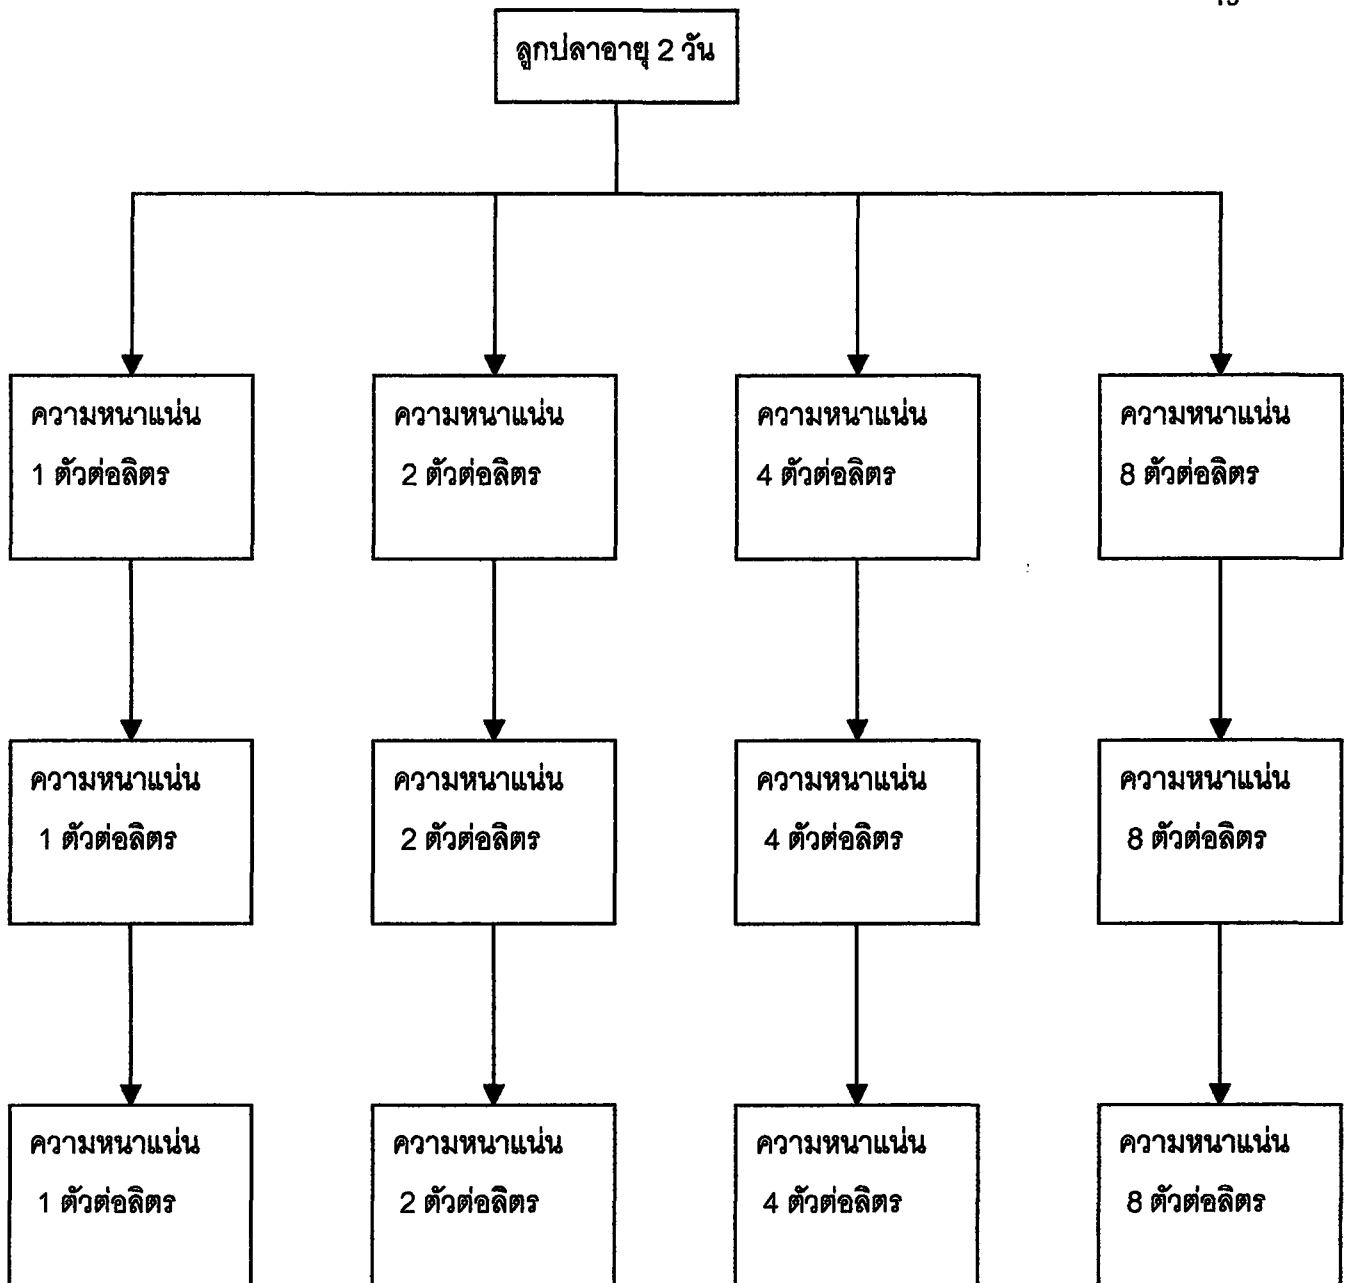 ลูกปลาอายุ 2 วัน
ความหนาแน่น
1 ตัวต่อลิตร
ความหนาแน่น
2 ตัวต่อลิตร
ความหนาแน่น
4 ตัวต่อลิตร
ความหนาแน่น
8 ตัวต่อลิตร
ความหนาแน่น
1 ตัวต่อลิตร
ความหนาแน่น
2 ตัวต่อลิตร
ความหนาแน่น
4 ตัวต่อลิตร
ความหนาแน่น
8 ตัวต่อลิตร
ความหนาแน่น
1 ตัวต่อลิตร
ความหนาแน่น
2 ตัวต่อลิตร
ความหนาแน่น
4 ตัวต่อลิตร
ความหนาแน่น
8 ตัวต่อลิตร